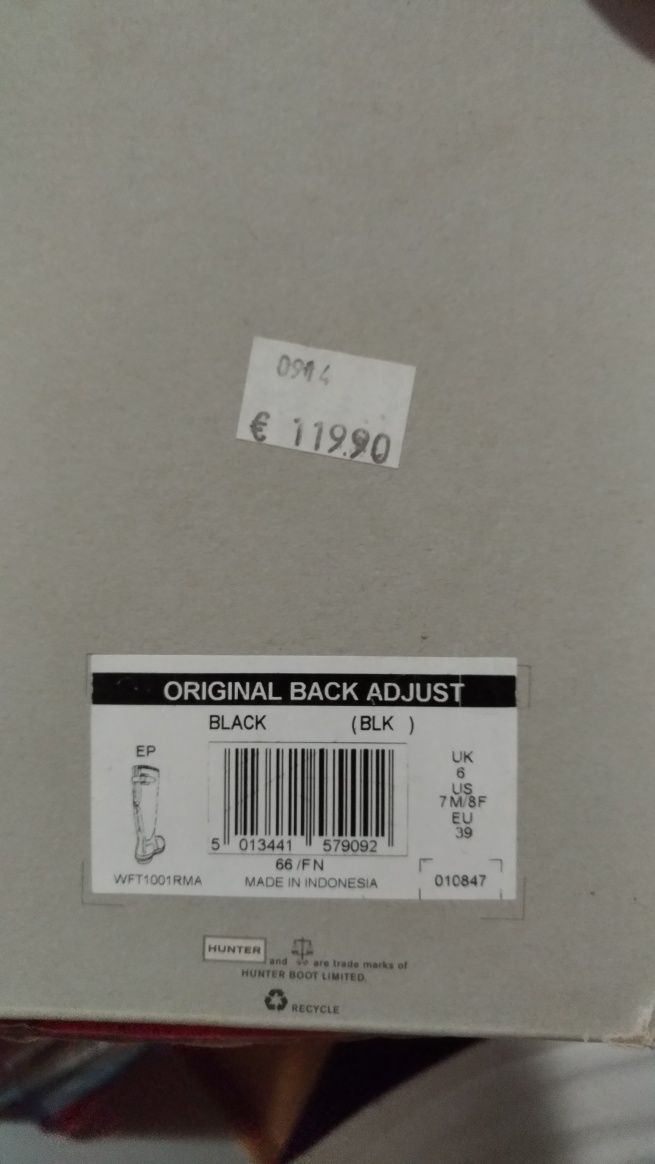 0914
€ 119.90
ORIGINAL BACK ADJUST
BLACK (BLK )
EP
UK
6
US
7M/8F
EU
39
5 013441 579092
66/FN
WFT1001RMA
MADE IN INDONESIA
010847
HUNTER and are trade marks of
HUNTER BOOT LIMITED.
RECYCLE